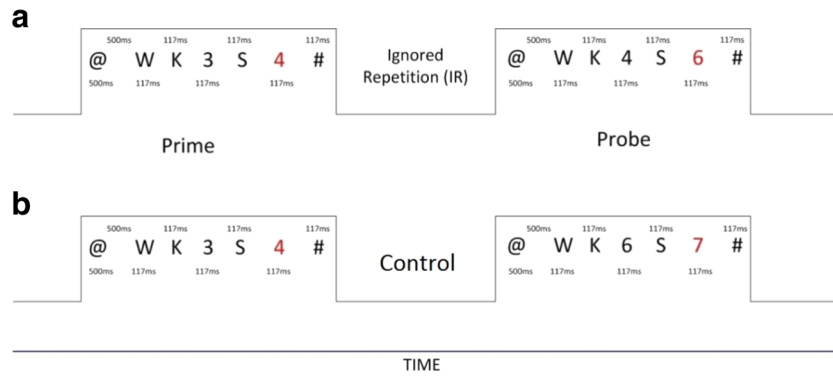 a
500ms 117ms 117ms 117ms
@ W K 3 S 4 #
500ms 117ms 117ms 117ms
Prime
Ignored
Repetition (IR)
500ms 117ms 117ms 117ms
@ W K 4 S 6 #
500ms 117ms 117ms 117ms
Probe
b
500ms 117ms 117ms 117ms
@ W K 3 S 4 #
500ms 117ms 117ms 117ms
Control
500ms 117ms 117ms 117ms
@ W K 6 S 7 #
500ms 117ms 117ms 117ms
TIME